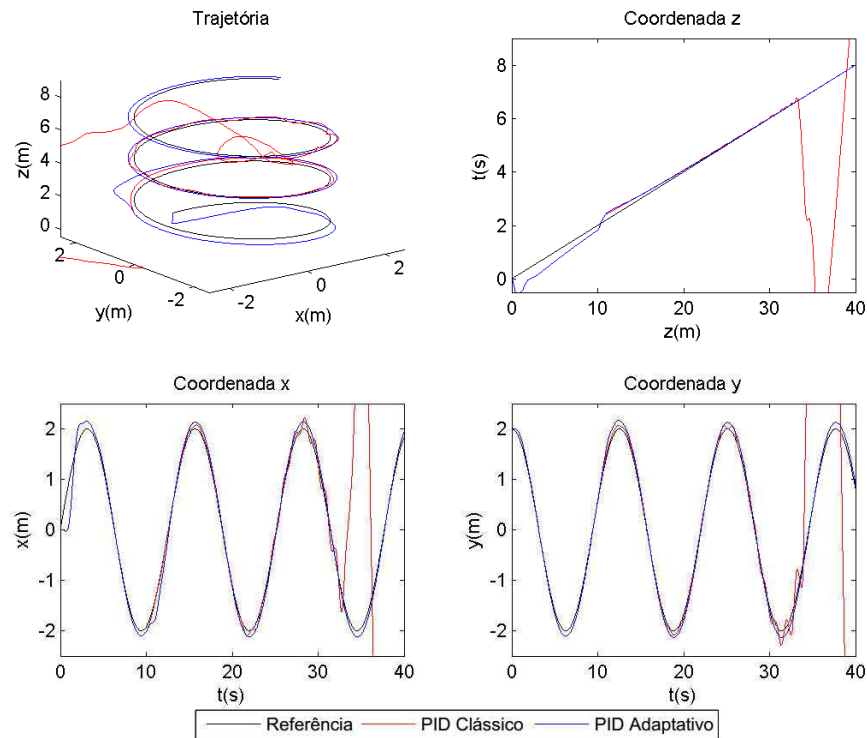 Trajetória
8
6
4
2
0
z(m)
2
0
-2
y(m)
-2
0
2
x(m)
Coordenada z
8
6
4
2
0
t(s)
0 10 20 30 40
z(m)
Coordenada x
2
1
0
-1
-2
x(m)
0 10 20 30 40
t(s)
Coordenada y
2
1
0
-1
-2
y(m)
0 10 20 30 40
t(s)
Referência PID Clássico PID Adaptativo